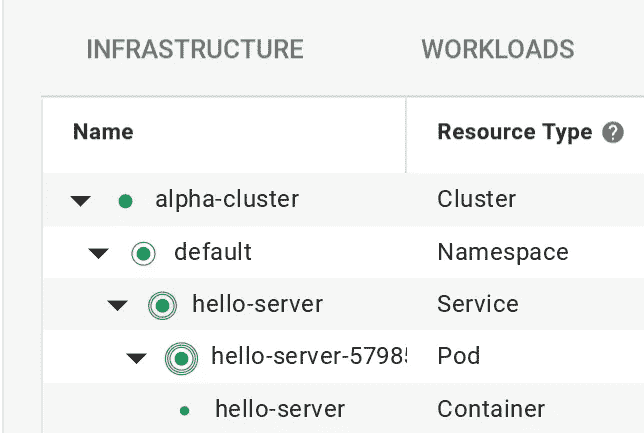 INFRASTRUCTURE WORKLOADS
Name Resource Type ?
alpha-cluster Cluster
default Namespace
hello-server Service
hello-server-5798 Pod
hello-server Container